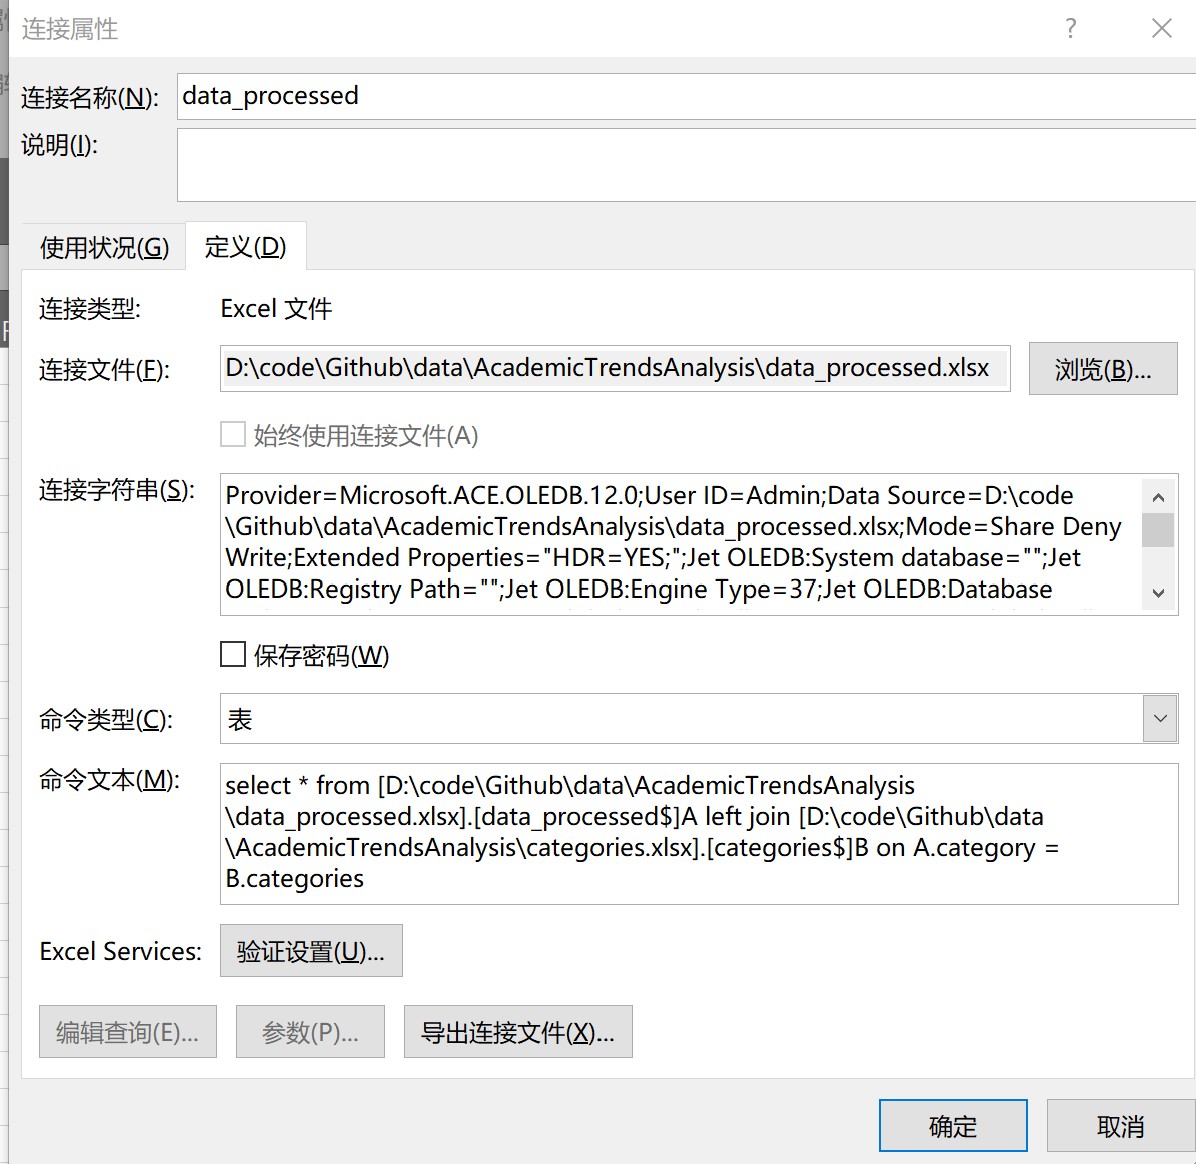 连接属性
?
连接名称(N):
data_processed
说明(I):
使用状况(G)
定义(D)
连接类型:
Excel 文件
连接文件(F):
D:\code\Github\data\AcademicTrendsAnalysis\data_processed.xlsx
浏览(B)...
始终使用连接文件(A)
连接字符串(S):
Provider=Microsoft.ACE.OLEDB.12.0;User ID=Admin;Data Source=D:\code
\Github\data\AcademicTrendsAnalysis\data_processed.xlsx;Mode=Share Deny
Write;Extended Properties="HDR=YES;";Jet OLEDB:System database="";Jet
OLEDB:Registry Path="";Jet OLEDB:Engine Type=37;Jet OLEDB:Database
保存密码(W)
命令类型(C):
表
命令文本(M):
select * from [D:\code\Github\data\AcademicTrendsAnalysis
\data_processed.xlsx].[data_processed$]A left join [D:\code\Github\data
\AcademicTrendsAnalysis\categories.xlsx].[categories$]B on A.category =
B.categories
Excel Services:
验证设置(U)...
编辑查询(E)...
参数(P)...
导出连接文件(X)...
确定
取消